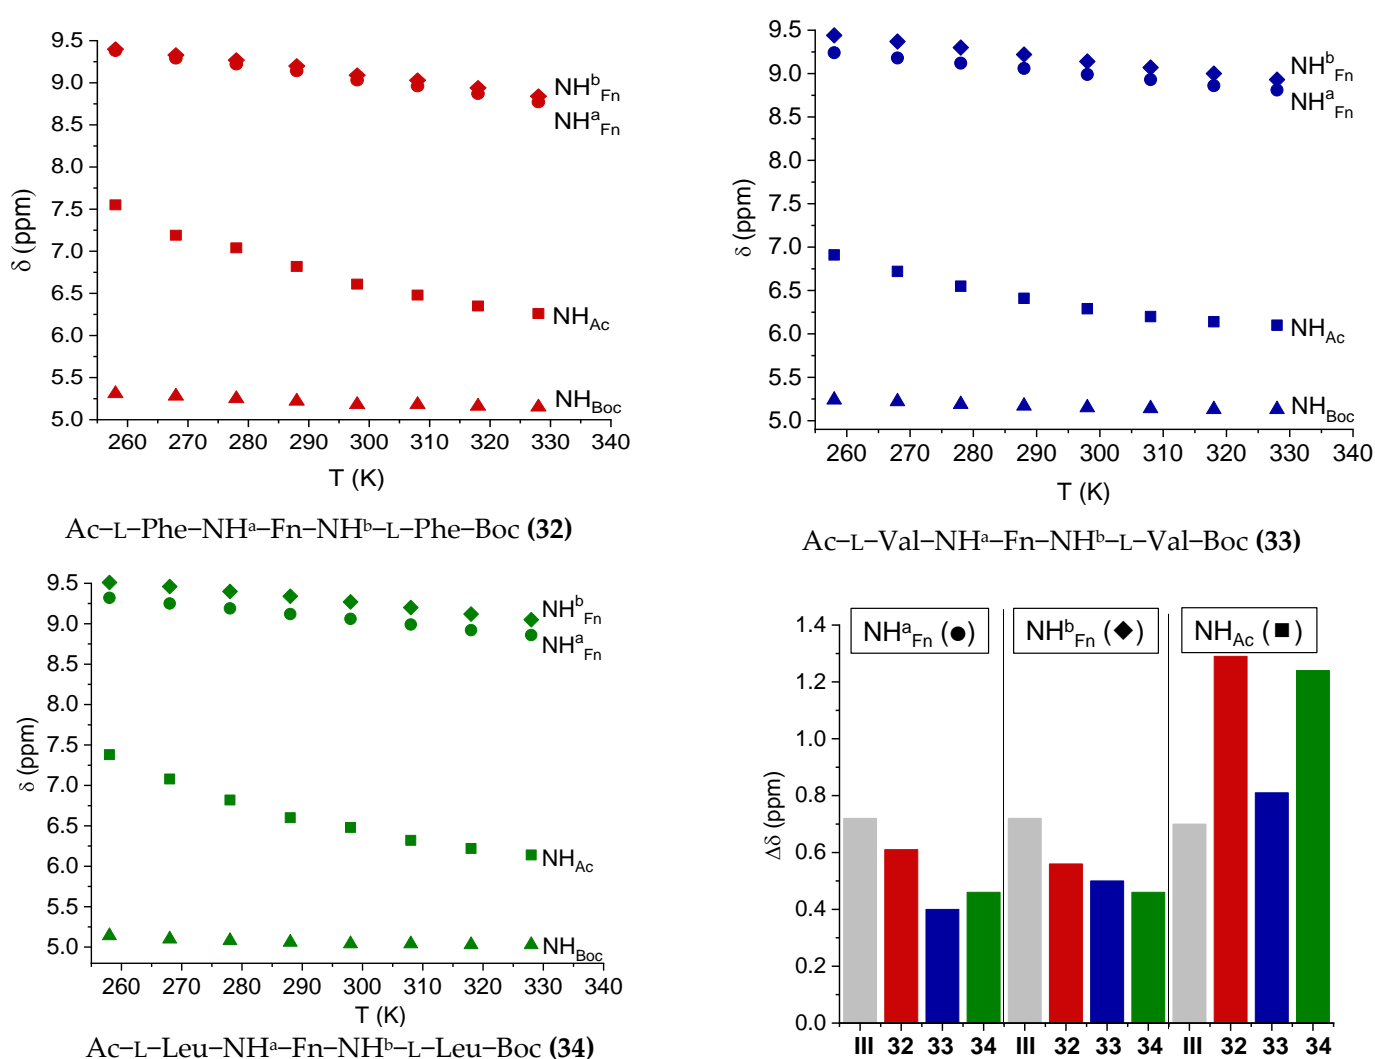 9.5
9.0
8.5
8.0
7.5
7.0
6.5
6.0
5.5
5.0
δ (ppm)
NHᵇFn
NHᵃFn
NHAc
NHBoc
260 270 280 290 300 310 320 330 340
T (K)
Ac–L–Phe–NHᵃ–Fn–NHᵇ–L–Phe–Boc (32)
9.5
9.0
8.5
8.0
7.5
7.0
6.5
6.0
5.5
5.0
δ (ppm)
NHᵇFn
NHᵃFn
NHAc
NHBoc
260 270 280 290 300 310 320 330 340
T (K)
Ac–L–Val–NHᵃ–Fn–NHᵇ–L–Val–Boc (33)
9.5
9.0
8.5
8.0
7.5
7.0
6.5
6.0
5.5
5.0
δ (ppm)
NHᵇFn
NHᵃFn
NHAc
NHBoc
260 270 280 290 300 310 320 330 340
T (K)
Ac–L–Leu–NHᵃ–Fn–NHᵇ–L–Leu–Boc (34)
1.4
1.2
1.0
0.8
0.6
0.4
0.2
0.0
Δδ (ppm)
NHᵃFn (●) NHᵇFn (◆) NHAc (■)
III 32 33 34 III 32 33 34 III 32 33 34